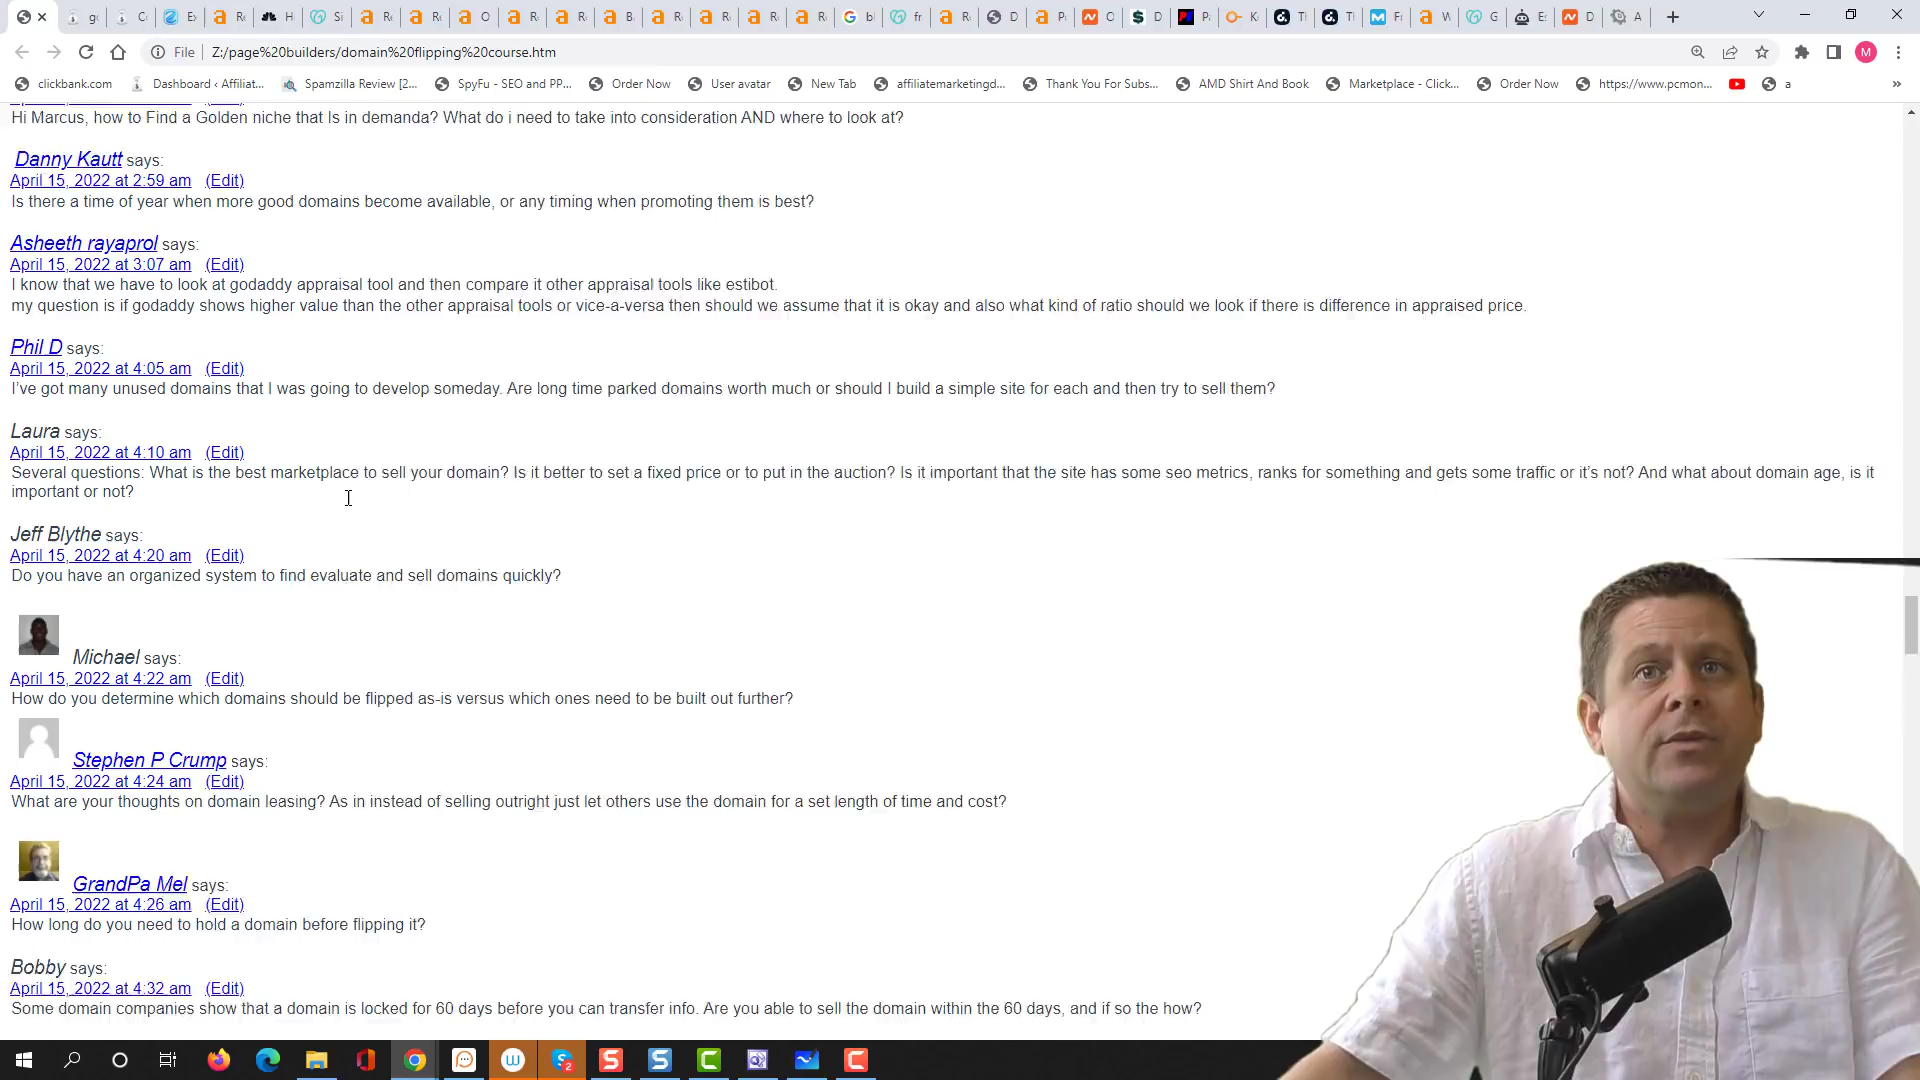 File
Z:/page%20builders/domain%20flipping%20course.htm
M
clickbank.com
Dashboard ‹ Affiliat...
Spamzilla Review [2...
SpyFu - SEO and PP...
Order Now
User avatar
New Tab
affiliatemarketingd...
Thank You For Subs...
AMD Shirt And Book
Marketplace - Click...
Order Now
https://www.pcmon...
a
»
Hi Marcus, how to Find a Golden niche that Is in demanda? What do i need to take into consideration AND where to look at?
Danny Kautt says:
April 15, 2022 at 2:59 am (Edit)
Is there a time of year when more good domains become available, or any timing when promoting them is best?
Asheeth rayaprol says:
April 15, 2022 at 3:07 am (Edit)
I know that we have to look at godaddy appraisal tool and then compare it other appraisal tools like estibot.
my question is if godaddy shows higher value than the other appraisal tools or vice-a-versa then should we assume that it is okay and also what kind of ratio should we look if there is difference in appraised price.
Phil D says:
April 15, 2022 at 4:05 am (Edit)
I've got many unused domains that I was going to develop someday. Are long time parked domains worth much or should I build a simple site for each and then try to sell them?
Laura says:
April 15, 2022 at 4:10 am (Edit)
Several questions: What is the best marketplace to sell your domain? Is it better to set a fixed price or to put in the auction? Is it important that the site has some seo metrics, ranks for something and gets some traffic or it's not? And what about domain age, is it
important or not?
Jeff Blythe says:
April 15, 2022 at 4:20 am (Edit)
Do you have an organized system to find evaluate and sell domains quickly?
Michael says:
April 15, 2022 at 4:22 am (Edit)
How do you determine which domains should be flipped as-is versus which ones need to be built out further?
Stephen P Crump says:
April 15, 2022 at 4:24 am (Edit)
What are your thoughts on domain leasing? As in instead of selling outright just let others use the domain for a set length of time and cost?
GrandPa Mel says:
April 15, 2022 at 4:26 am (Edit)
How long do you need to hold a domain before flipping it?
Bobby says:
April 15, 2022 at 4:32 am (Edit)
Some domain companies show that a domain is locked for 60 days before you can transfer info. Are you able to sell the domain within the 60 days, and if so the how?